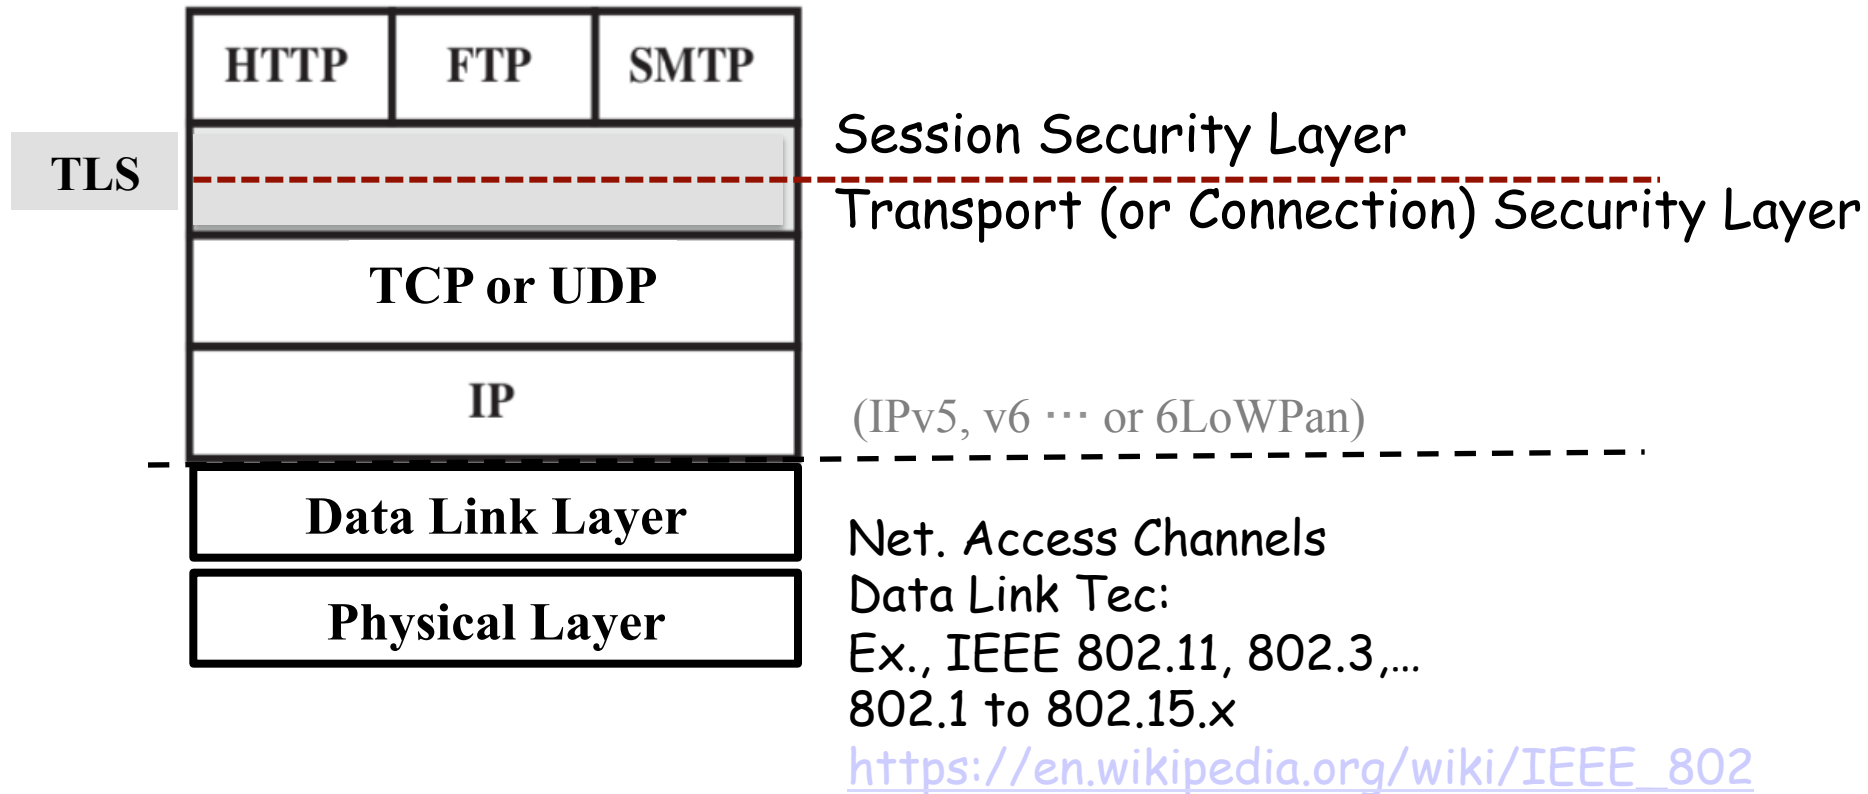 HTTP FTP SMTP
Session Security Layer
TLS
Transport (or Connection) Security Layer
TCP or UDP
IP
(IPv5, v6 ··· or 6LoWPan)
Data Link Layer
Net. Access Channels
Data Link Tec:
Physical Layer
Ex., IEEE 802.11, 802.3,…
802.1 to 802.15.x
https://en.wikipedia.org/wiki/IEEE_802